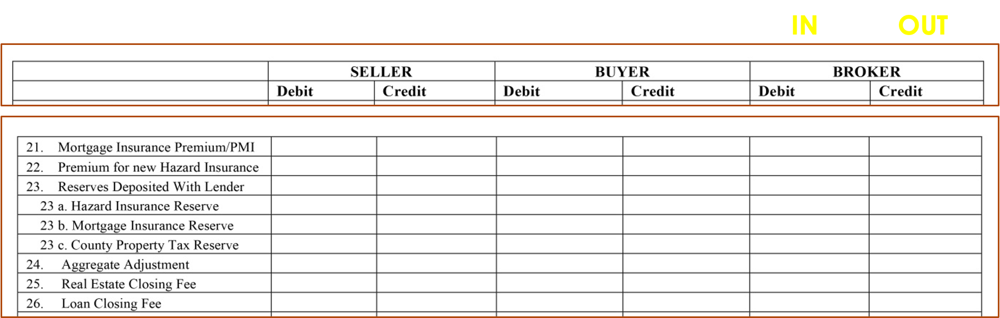 IN OUT
SELLER BUYER BROKER
Debit Credit Debit Credit Debit Credit
21. Mortgage Insurance Premium/PMI
22. Premium for new Hazard Insurance
23. Reserves Deposited With Lender
23 a. Hazard Insurance Reserve
23 b. Mortgage Insurance Reserve
23 c. County Property Tax Reserve
24. Aggregate Adjustment
25. Real Estate Closing Fee
26. Loan Closing Fee